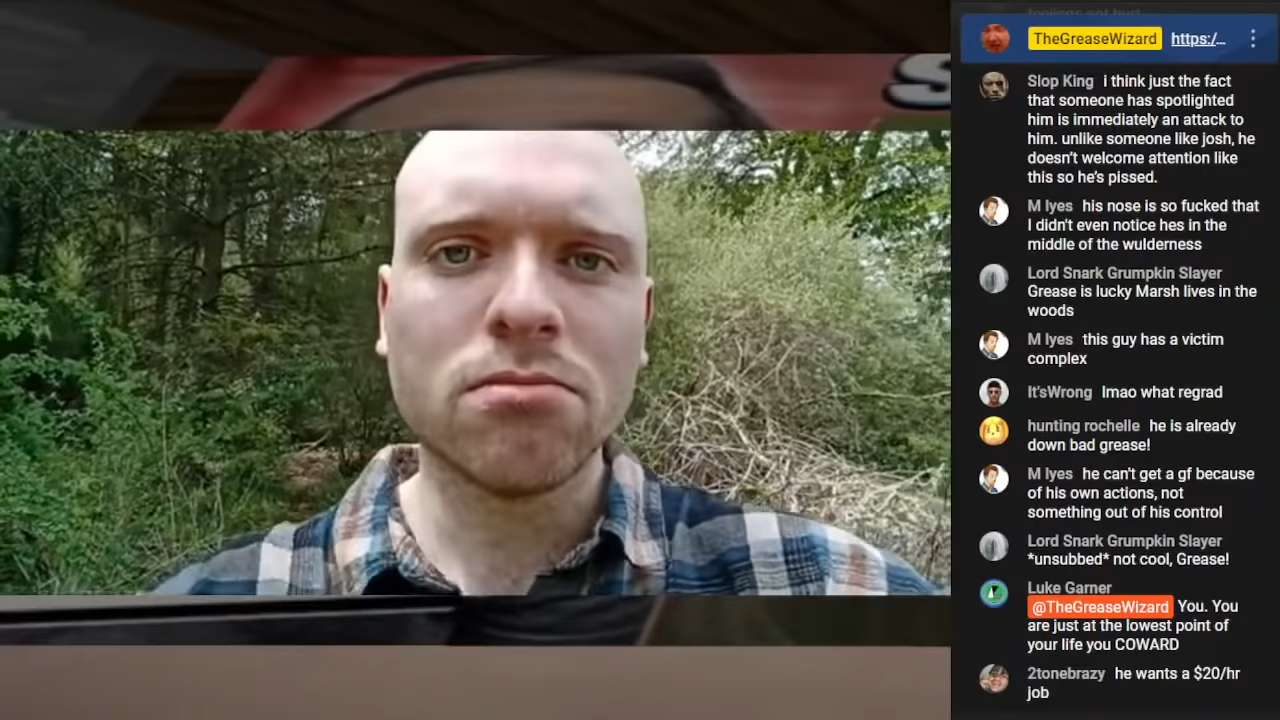 feelings not hurt
TheGreaseWizard https:/...
Slop King i think just the fact
that someone has spotlighted
him is immediately an attack to
him. unlike someone like josh, he
doesn't welcome attention like
this so he's pissed.
M lyes his nose is so fucked that
I didn't even notice hes in the
middle of the wulderness
Lord Snark Grumpkin Slayer
Grease is lucky Marsh lives in the
woods
M lyes this guy has a victim
complex
It'sWrong lmao what regrad
hunting rochelle he is already
down bad grease!
M lyes he can't get a gf because
of his own actions, not
something out of his control
Lord Snark Grumpkin Slayer
*unsubbed* not cool, Grease!
Luke Garner
@TheGreaseWizard You. You
are just at the lowest point of
your life you COWARD
2tonebrazy he wants a $20/hr
job
S